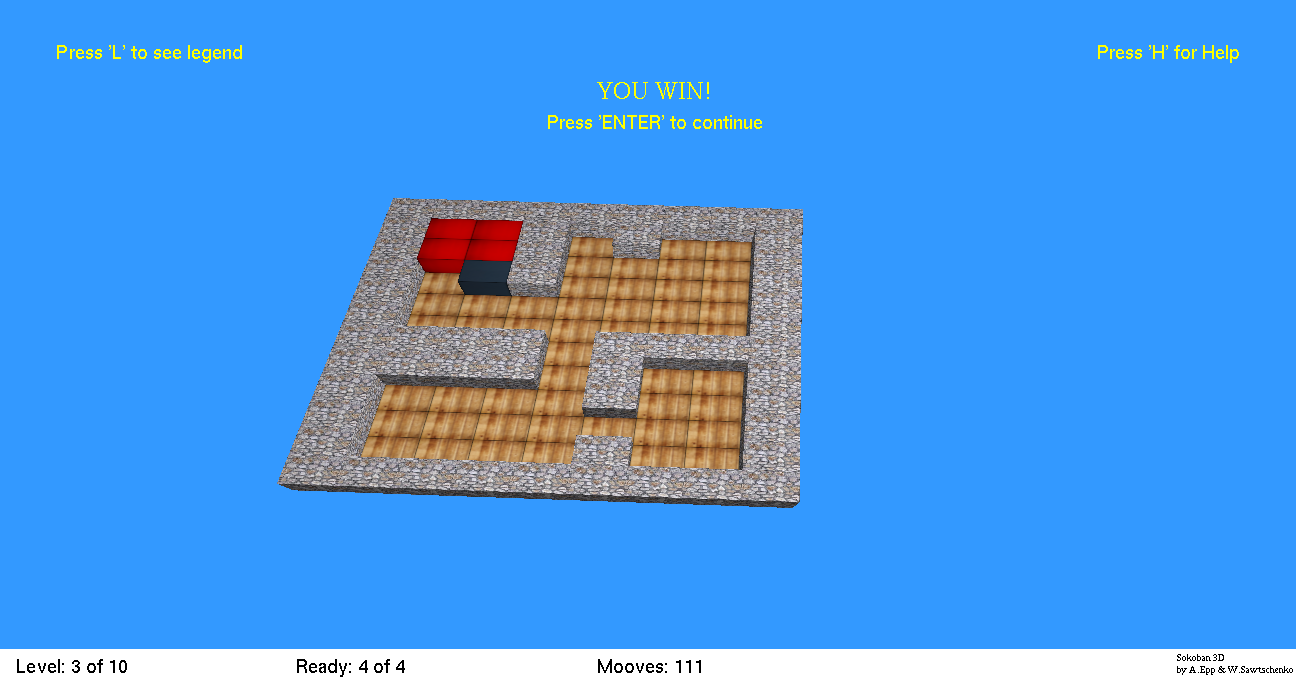 Press 'L' to see legend
Press 'H' for Help
YOU WIN!
Press 'ENTER' to continue
Level: 3 of 10
Ready: 4 of 4
Mooves: 111
Sokoban 3D
by A.Epp & W.Sawtschenko